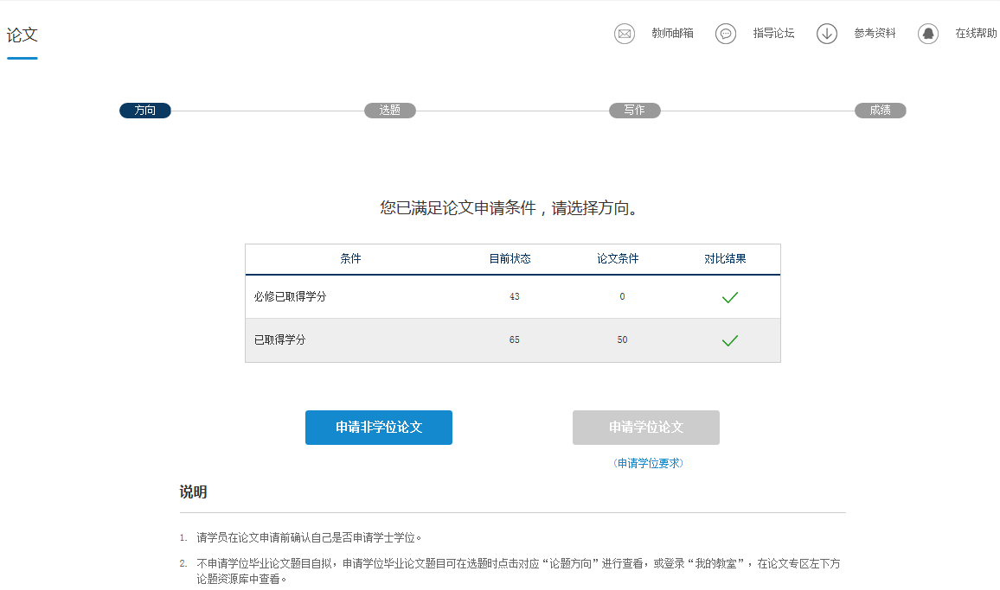 论文
教师邮箱 指导论坛 参考资料 在线帮助
方向 选题 写作 成绩
您已满足论文申请条件，请选择方向。
条件 目前状态 论文条件 对比结果
必修已取得学分 43 0
已取得学分 65 50
申请非学位论文 申请学位论文
(申请学位要求)
说明
1. 请学员在论文申请前确认自己是否申请学士学位。
2. 不申请学位毕业论文题目自拟，申请学位毕业论文题目可在选题时点击对应“论题方向”进行查看，或登录“我的教室”，在论文专区左下方
论题资源库中查看。